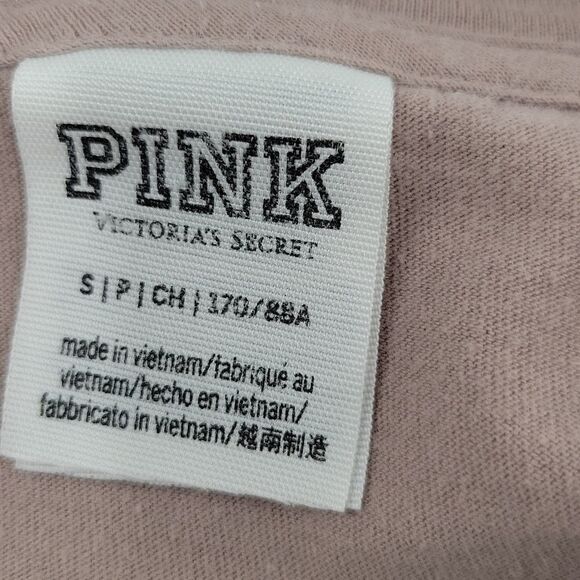 PINK
VICTORIA'S SECRET
S|P|CH|170/88A
made in vietnam/fabriqué au
vietnam/hecho en vietnam/
fabbricato in vietnam/越南制造